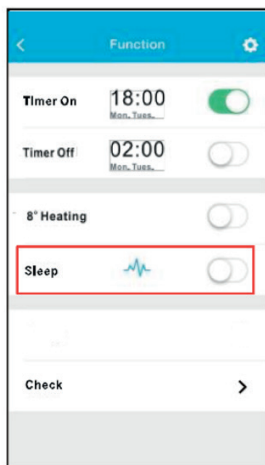 Function
Timer On 18:00
Mon. Tues.
Timer Off 02:00
Mon. Tues.
8° Heating
Sleep
Check